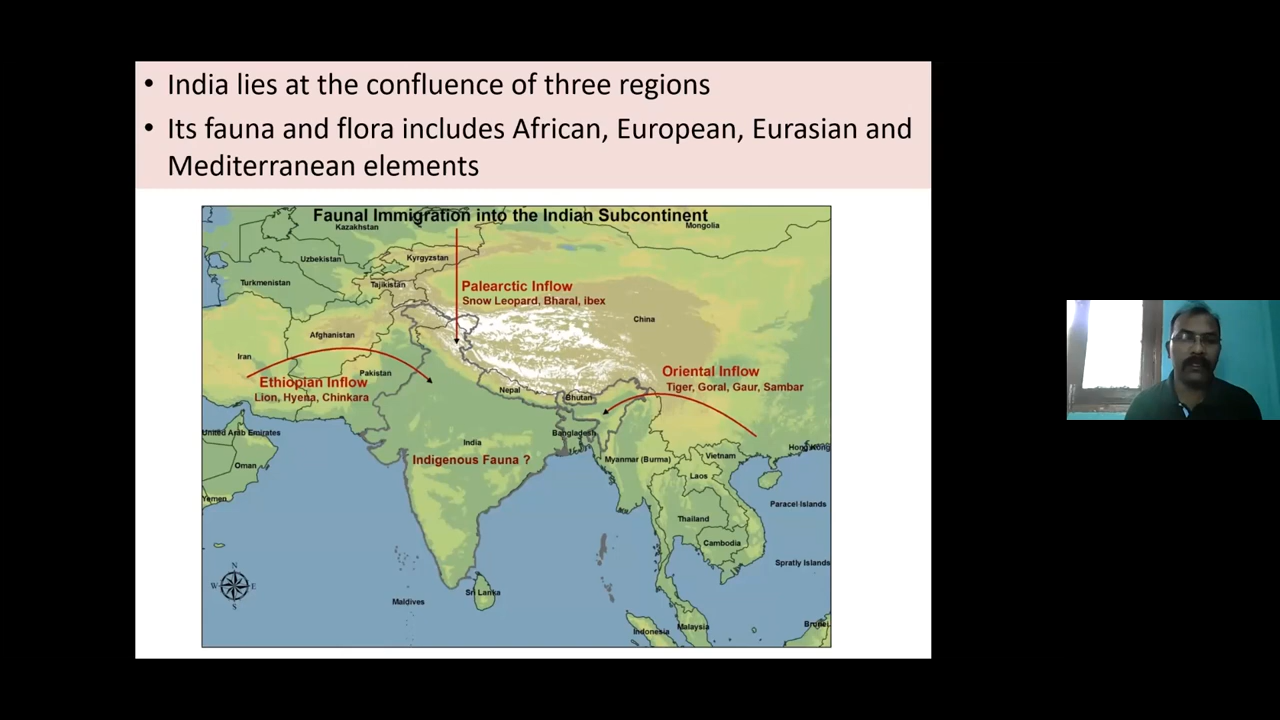 • India lies at the confluence of three regions
• Its fauna and flora includes African, European, Eurasian and
Mediterranean elements
Faunal Immigration into the Indian Subcontinent
Kazakhstan
Mongolia
Uzbekistan
Kyrgyzstan
Turkmenistan
Tajikistan
Palearctic Inflow
Snow Leopard, Bharal, ibex
China
Afghanistan
Iran
Pakistan
Ethiopian Inflow
Lion, Hyena, Chinkara
Oriental Inflow
Tiger, Goral, Gaur, Sambar
Nepal
Bhutan
United Arab Emirates
Bangladesh
India
Hong Kong
Indigenous Fauna ?
Myanmar (Burma)
Vietnam
Oman
Laos
Yemen
Paracel Islands
Thailand
Cambodia
Spratly Islands
N
W E
S
Sri Lanka
Maldives
Indonesia
Malaysia
Brunei